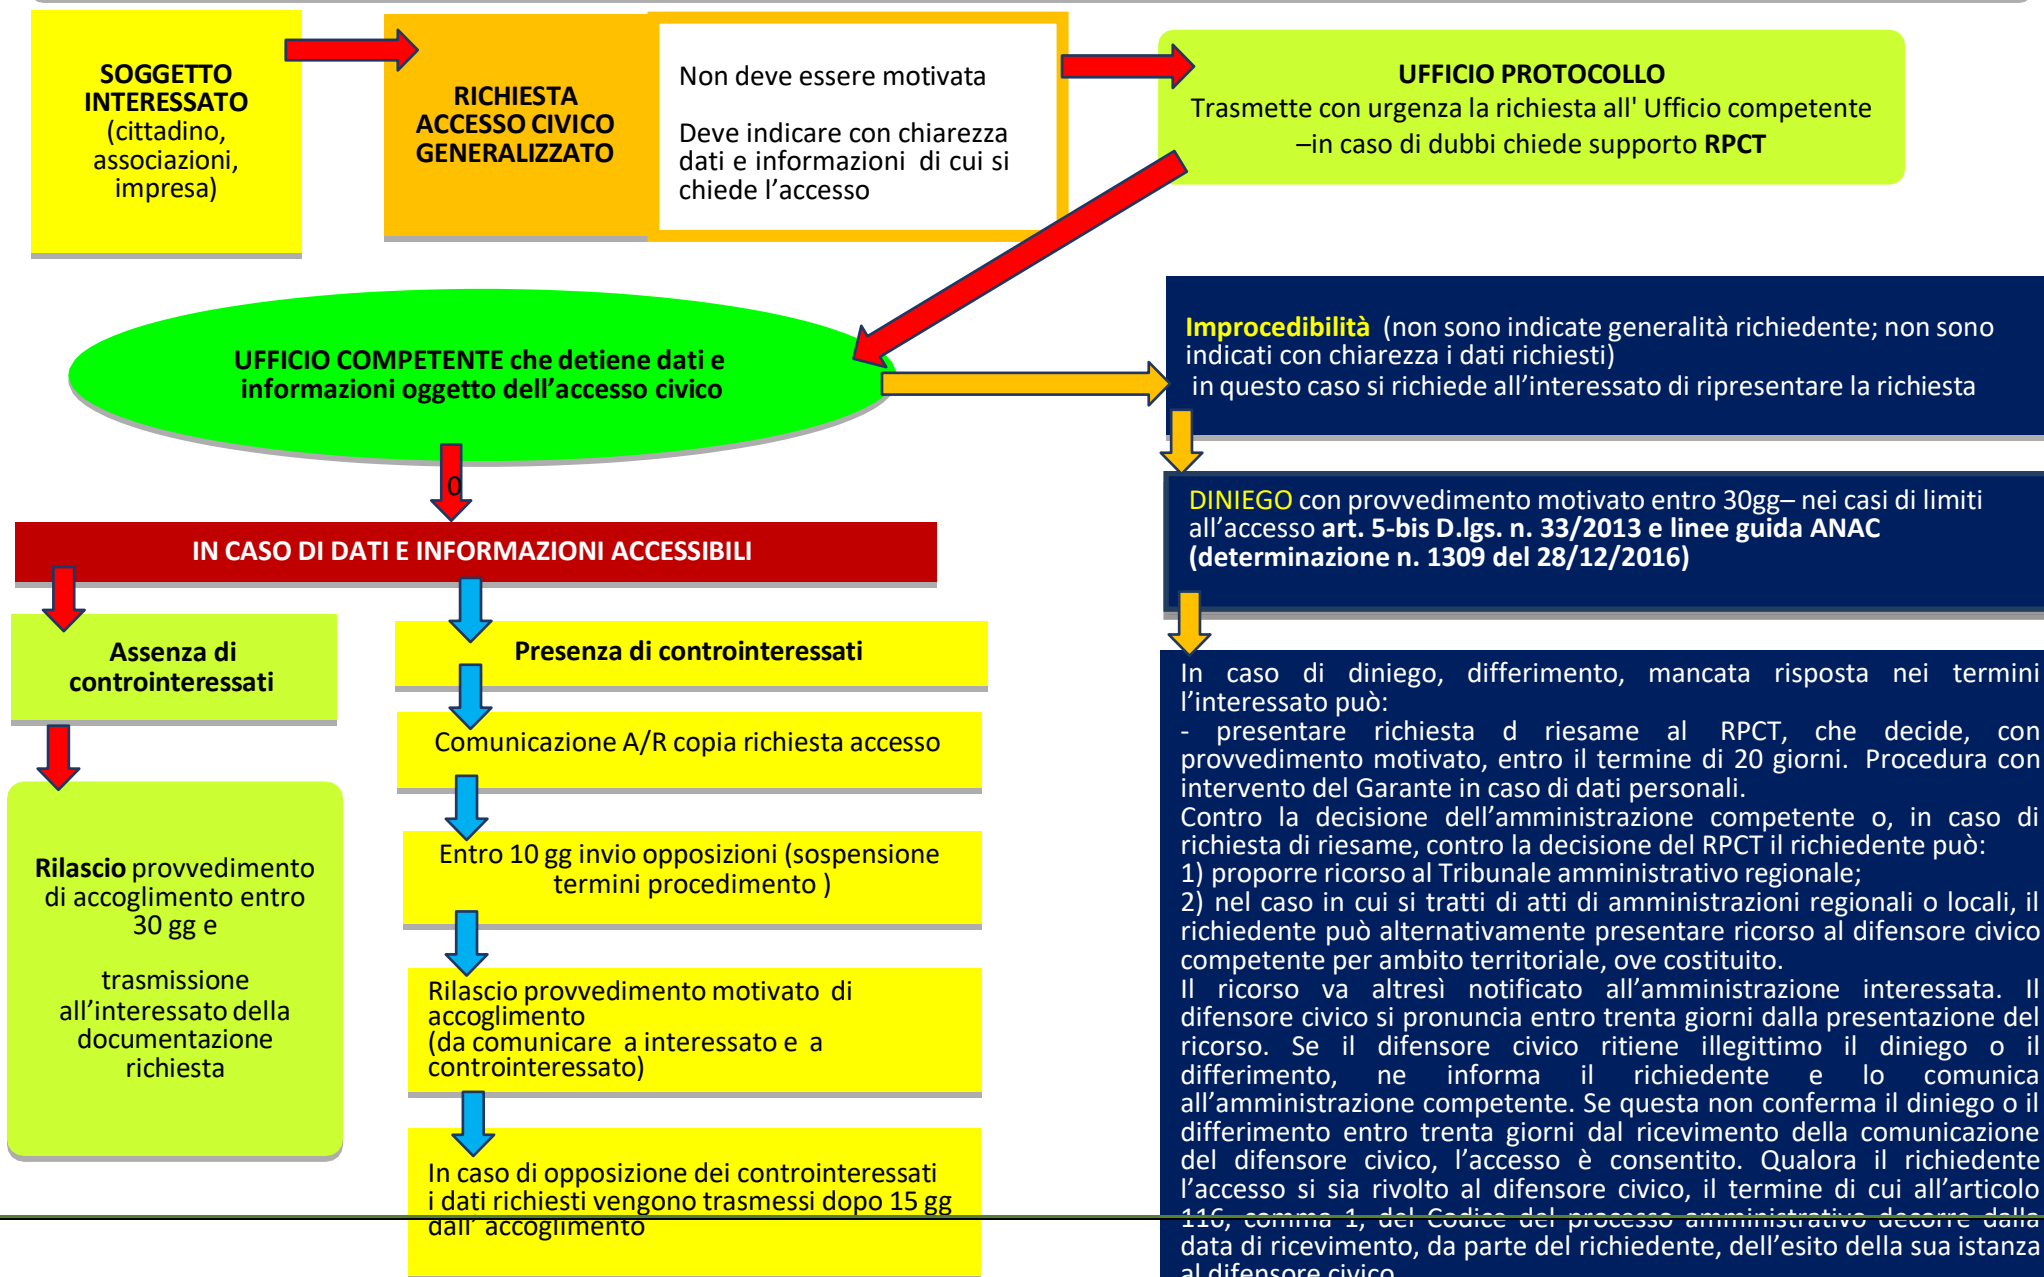 SOGGETTO
INTERESSATO
(cittadino,
associazioni,
impresa)
RICHIESTA
ACCESSO CIVICO
GENERALIZZATO
Non deve essere motivata
Deve indicare con chiarezza
dati e informazioni di cui si
chiede l’accesso
UFFICIO PROTOCOLLO
Trasmette con urgenza la richiesta all' Ufficio competente
–in caso di dubbi chiede supporto RPCT
UFFICIO COMPETENTE che detiene dati e
informazioni oggetto dell’accesso civico
Improcedibilità (non sono indicate generalità richiedente; non sono
indicati con chiarezza i dati richiesti)
in questo caso si richiede all’interessato di ripresentare la richiesta
0
DINIEGO con provvedimento motivato entro 30gg– nei casi di limiti
all’accesso art. 5-bis D.lgs. n. 33/2013 e linee guida ANAC
(determinazione n. 1309 del 28/12/2016)
IN CASO DI DATI E INFORMAZIONI ACCESSIBILI
Assenza di
controinteressati
Rilascio provvedimento
di accoglimento entro
30 gg e
trasmissione
all’interessato della
documentazione
richiesta
Presenza di controinteressati
Comunicazione A/R copia richiesta accesso
Entro 10 gg invio opposizioni (sospensione
termini procedimento )
Rilascio provvedimento motivato di
accoglimento
(da comunicare a interessato e a
controinteressato)
In caso di opposizione dei controinteressati
i dati richiesti vengono trasmessi dopo 15 gg
dall’ accoglimento
In caso di diniego, differimento, mancata risposta nei termini
l’interessato può:
- presentare richiesta d riesame al RPCT, che decide, con
provvedimento motivato, entro il termine di 20 giorni. Procedura con
intervento del Garante in caso di dati personali.
Contro la decisione dell’amministrazione competente o, in caso di
richiesta di riesame, contro la decisione del RPCT il richiedente può:
1) proporre ricorso al Tribunale amministrativo regionale;
2) nel caso in cui si tratti di atti di amministrazioni regionali o locali, il
richiedente può alternativamente presentare ricorso al difensore civico
competente per ambito territoriale, ove costituito.
Il ricorso va altresì notificato all’amministrazione interessata. Il
difensore civico si pronuncia entro trenta giorni dalla presentazione del
ricorso. Se il difensore civico ritiene illegittimo il diniego o il
differimento, ne informa il richiedente e lo comunica
all’amministrazione competente. Se questa non conferma il diniego o il
differimento entro trenta giorni dal ricevimento della comunicazione
del difensore civico, l’accesso è consentito. Qualora il richiedente
l’accesso si sia rivolto al difensore civico, il termine di cui all’articolo
116, comma 1, del Codice del processo amministrativo decorre dalla
data di ricevimento, da parte del richiedente, dell’esito della sua istanza
al difensore civico